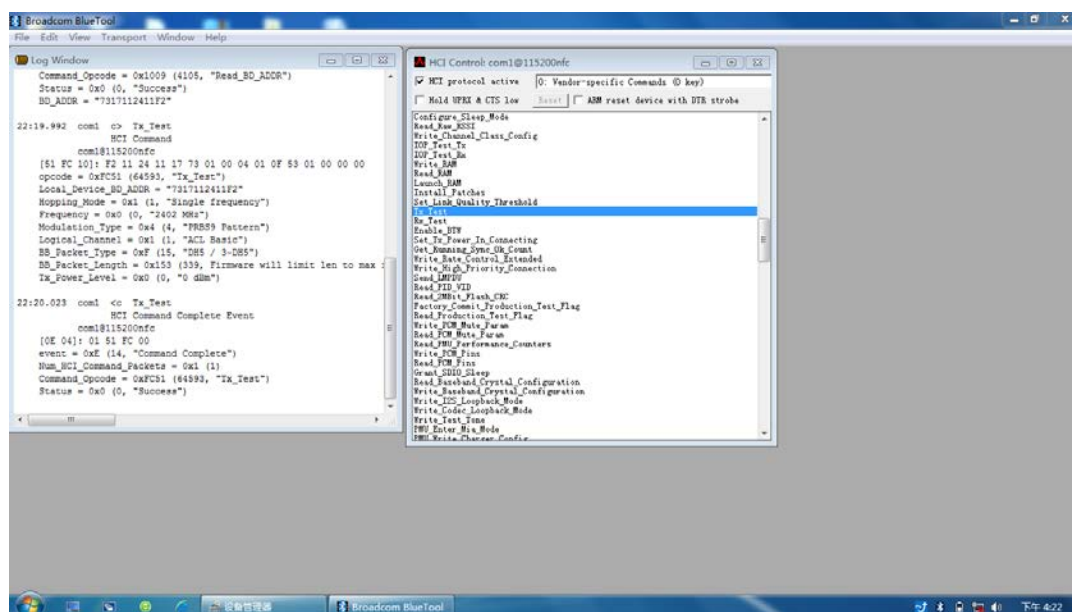 Broadcom BlueTool
File Edit View Transport Window Help
Log Window
Command_Opcode = 0x1009 (4105, "Read_BD_ADDR")
Status = 0x0 (0, "Success")
BD_ADDR = "7317112411F2"
22:19.992 com1 c> Tx_Test
HCI Command
com1@115200nfc
[51 FC 10]: F2 11 24 11 17 73 01 00 04 01 0F 53 01 00 00 00
opcode = 0xFC51 (64593, "Tx_Test")
Local_Device_BD_ADDR = "7317112411F2"
Hopping_Mode = 0x1 (1, "Single frequency")
Frequency = 0x0 (0, "2402 MHz")
Modulation_Type = 0x4 (4, "PRBS9 Pattern")
Logical_Channel = 0x1 (1, "ACL Basic")
BB_Packet_Type = 0xF (15, "DH5 / 3-DH5")
BB_Packet_Length = 0x153 (339, Firmware will limit len to max
Tx_Power_Level = 0x0 (0, "0 dBm")
22:20.023 com1 <c Tx_Test
HCI Command Complete Event
com1@115200nfc
[0E 04]: 01 51 FC 00
event = 0xE (14, "Command Complete")
Num_HCI_Command_Packets = 0x1 (1)
Command_Opcode = 0xFC51 (64593, "Tx_Test")
Status = 0x0 (0, "Success")
HCI Control: com1@115200nfc
HCI protocol active
0: Vendor-specific Commands (0 key)
Hold UPRX & CTS low
Reset
ARM reset device with DTR strobe
Configure_Sleep_Mode
Read_Raw_RSSI
Write_Channel_Class_Config
IOP_Test_Tx
IOP_Test_Rx
Write_RAM
Read_RAM
Launch_RAM
Install_Patches
Set_Link_Quality_Threshold
Tx_Test
Rx_Test
Enable_BTW
Set_Tx_Power_In_Connecting
Get_Running_Sync_Ok_Count
Write_Rate_Control_Extended
Write_High_Priority_Connection
Send_LMPDU
Read_PID_VID
Read_2MBit_Flash_CRC
Factory_Commit_Production_Test_Flag
Read_Production_Test_Flag
Write_PCM_Mute_Param
Read_PCM_Mute_Param
Read_PMU_Performance_Counters
Write_PCM_Pins
Read_PCM_Pins
Grant_SDIO_Sleep
Read_Baseband_Crystal_Configuration
Write_Baseband_Crystal_Configuration
Write_I2S_Loopback_Mode
Write_Codec_Loopback_Mode
Write_Test_Tone
PMU_Enter_Mia_Mode
PMU_Write_Charger_Config
设备管理器
Broadcom BlueTool
下午 4:22